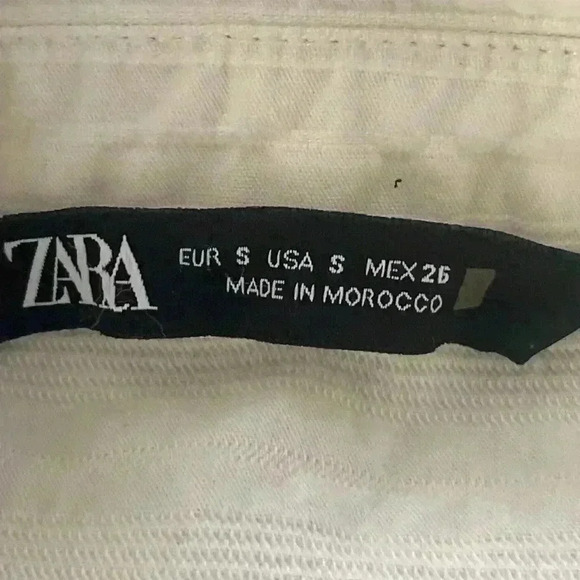 ZARA
EUR S USA S MEX 26
MADE IN MOROCCO